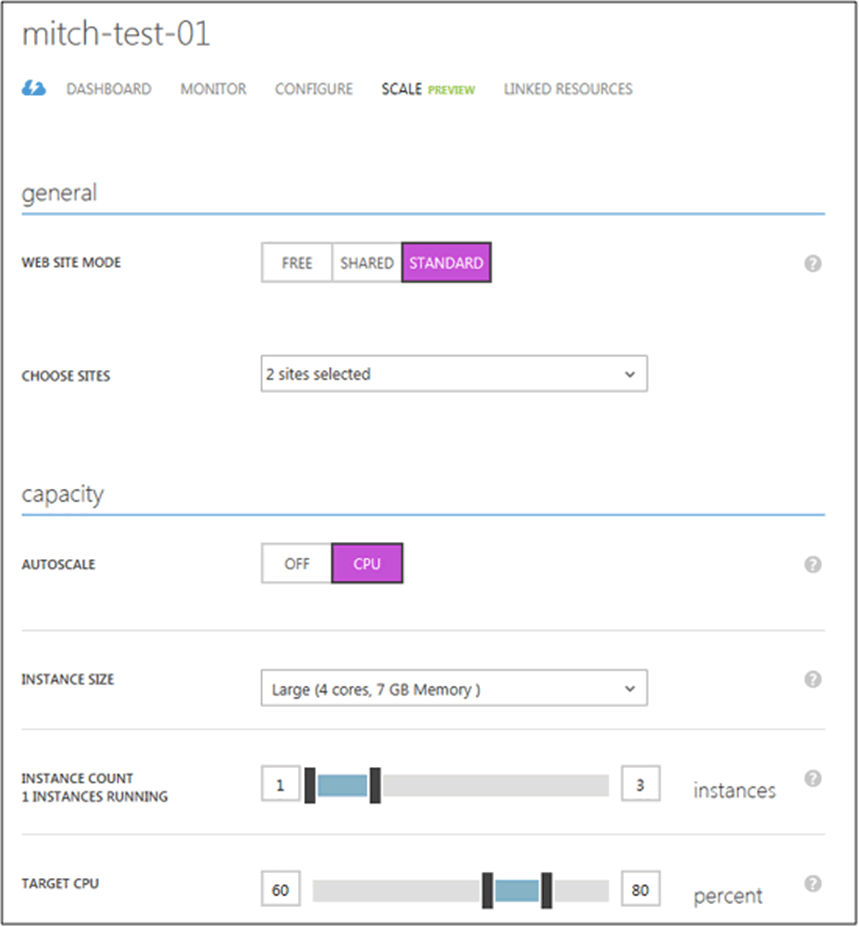 mitch-test-01
DASHBOARD MONITOR CONFIGURE SCALE PREVIEW LINKED RESOURCES
general
WEB SITE MODE FREE SHARED STANDARD ?
CHOOSE SITES 2 sites selected
capacity
AUTOSCALE OFF CPU ?
INSTANCE SIZE Large (4 cores, 7 GB Memory ) ?
INSTANCE COUNT
1 INSTANCES RUNNING 1 3 instances ?
TARGET CPU 60 80 percent ?